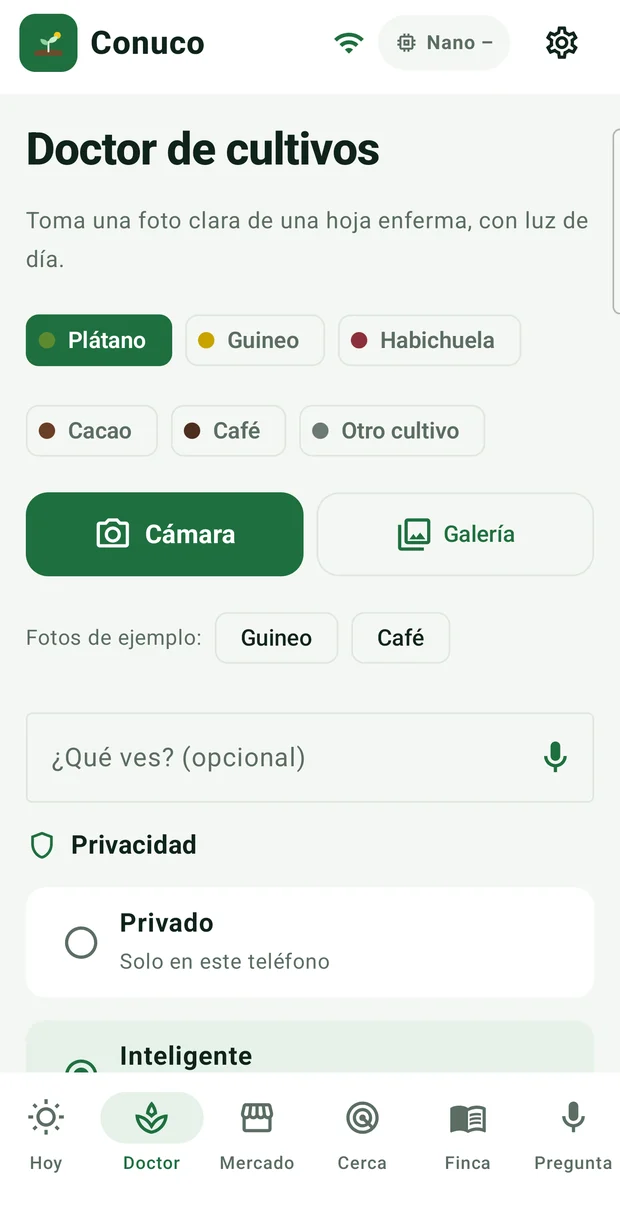 Conuco
Nano –
Doctor de cultivos
Toma una foto clara de una hoja enferma, con luz de
día.
Plátano
Guineo
Habichuela
Cacao
Café
Otro cultivo
Cámara
Galería
Fotos de ejemplo:
Guineo
Café
¿Qué ves? (opcional)
Privacidad
Privado
Solo en este teléfono
Inteligente
Hoy
Doctor
Mercado
Cerca
Finca
Pregunta